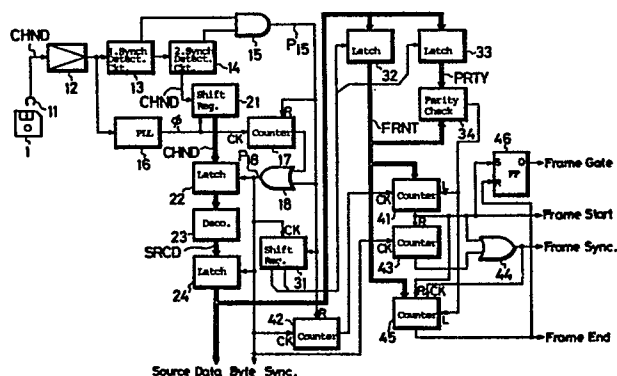 CHND
11
1
12
1.Synch Detect. Ckt.
13
2.Synch Detect. Ckt.
14
15
P15
CHND
Shift Reg.
21
PLL
16
Φ
CK
R
Counter
17
CHND
Latch
22
P18
18
Deco.
23
SRCD
Latch
24
CK
Shift Reg.
31
42
R
CK
Counter
Latch
32
Latch
33
PRTY
FRNT
Parity Check
34
CK
L
Counter
41
R
CK
Counter
43
44
R
CK
L
Counter
45
46
S
O
R
FF
Frame Gate
Frame Start
Frame Sync.
Frame End
Source Data
Byte Sync.